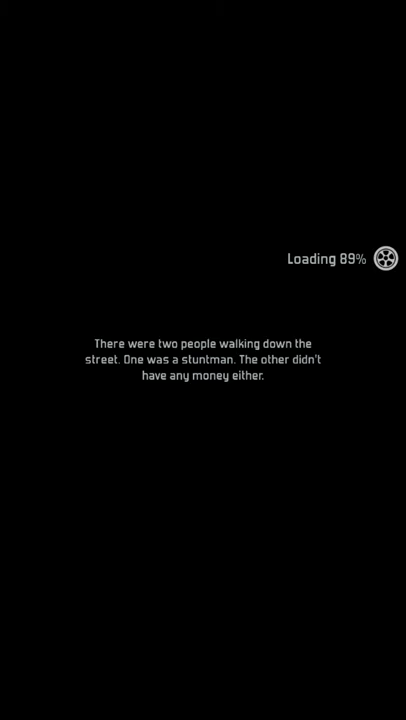 Loading 89%
There were two people walking down the
street. One was a stuntman. The other didn't
have any money either.